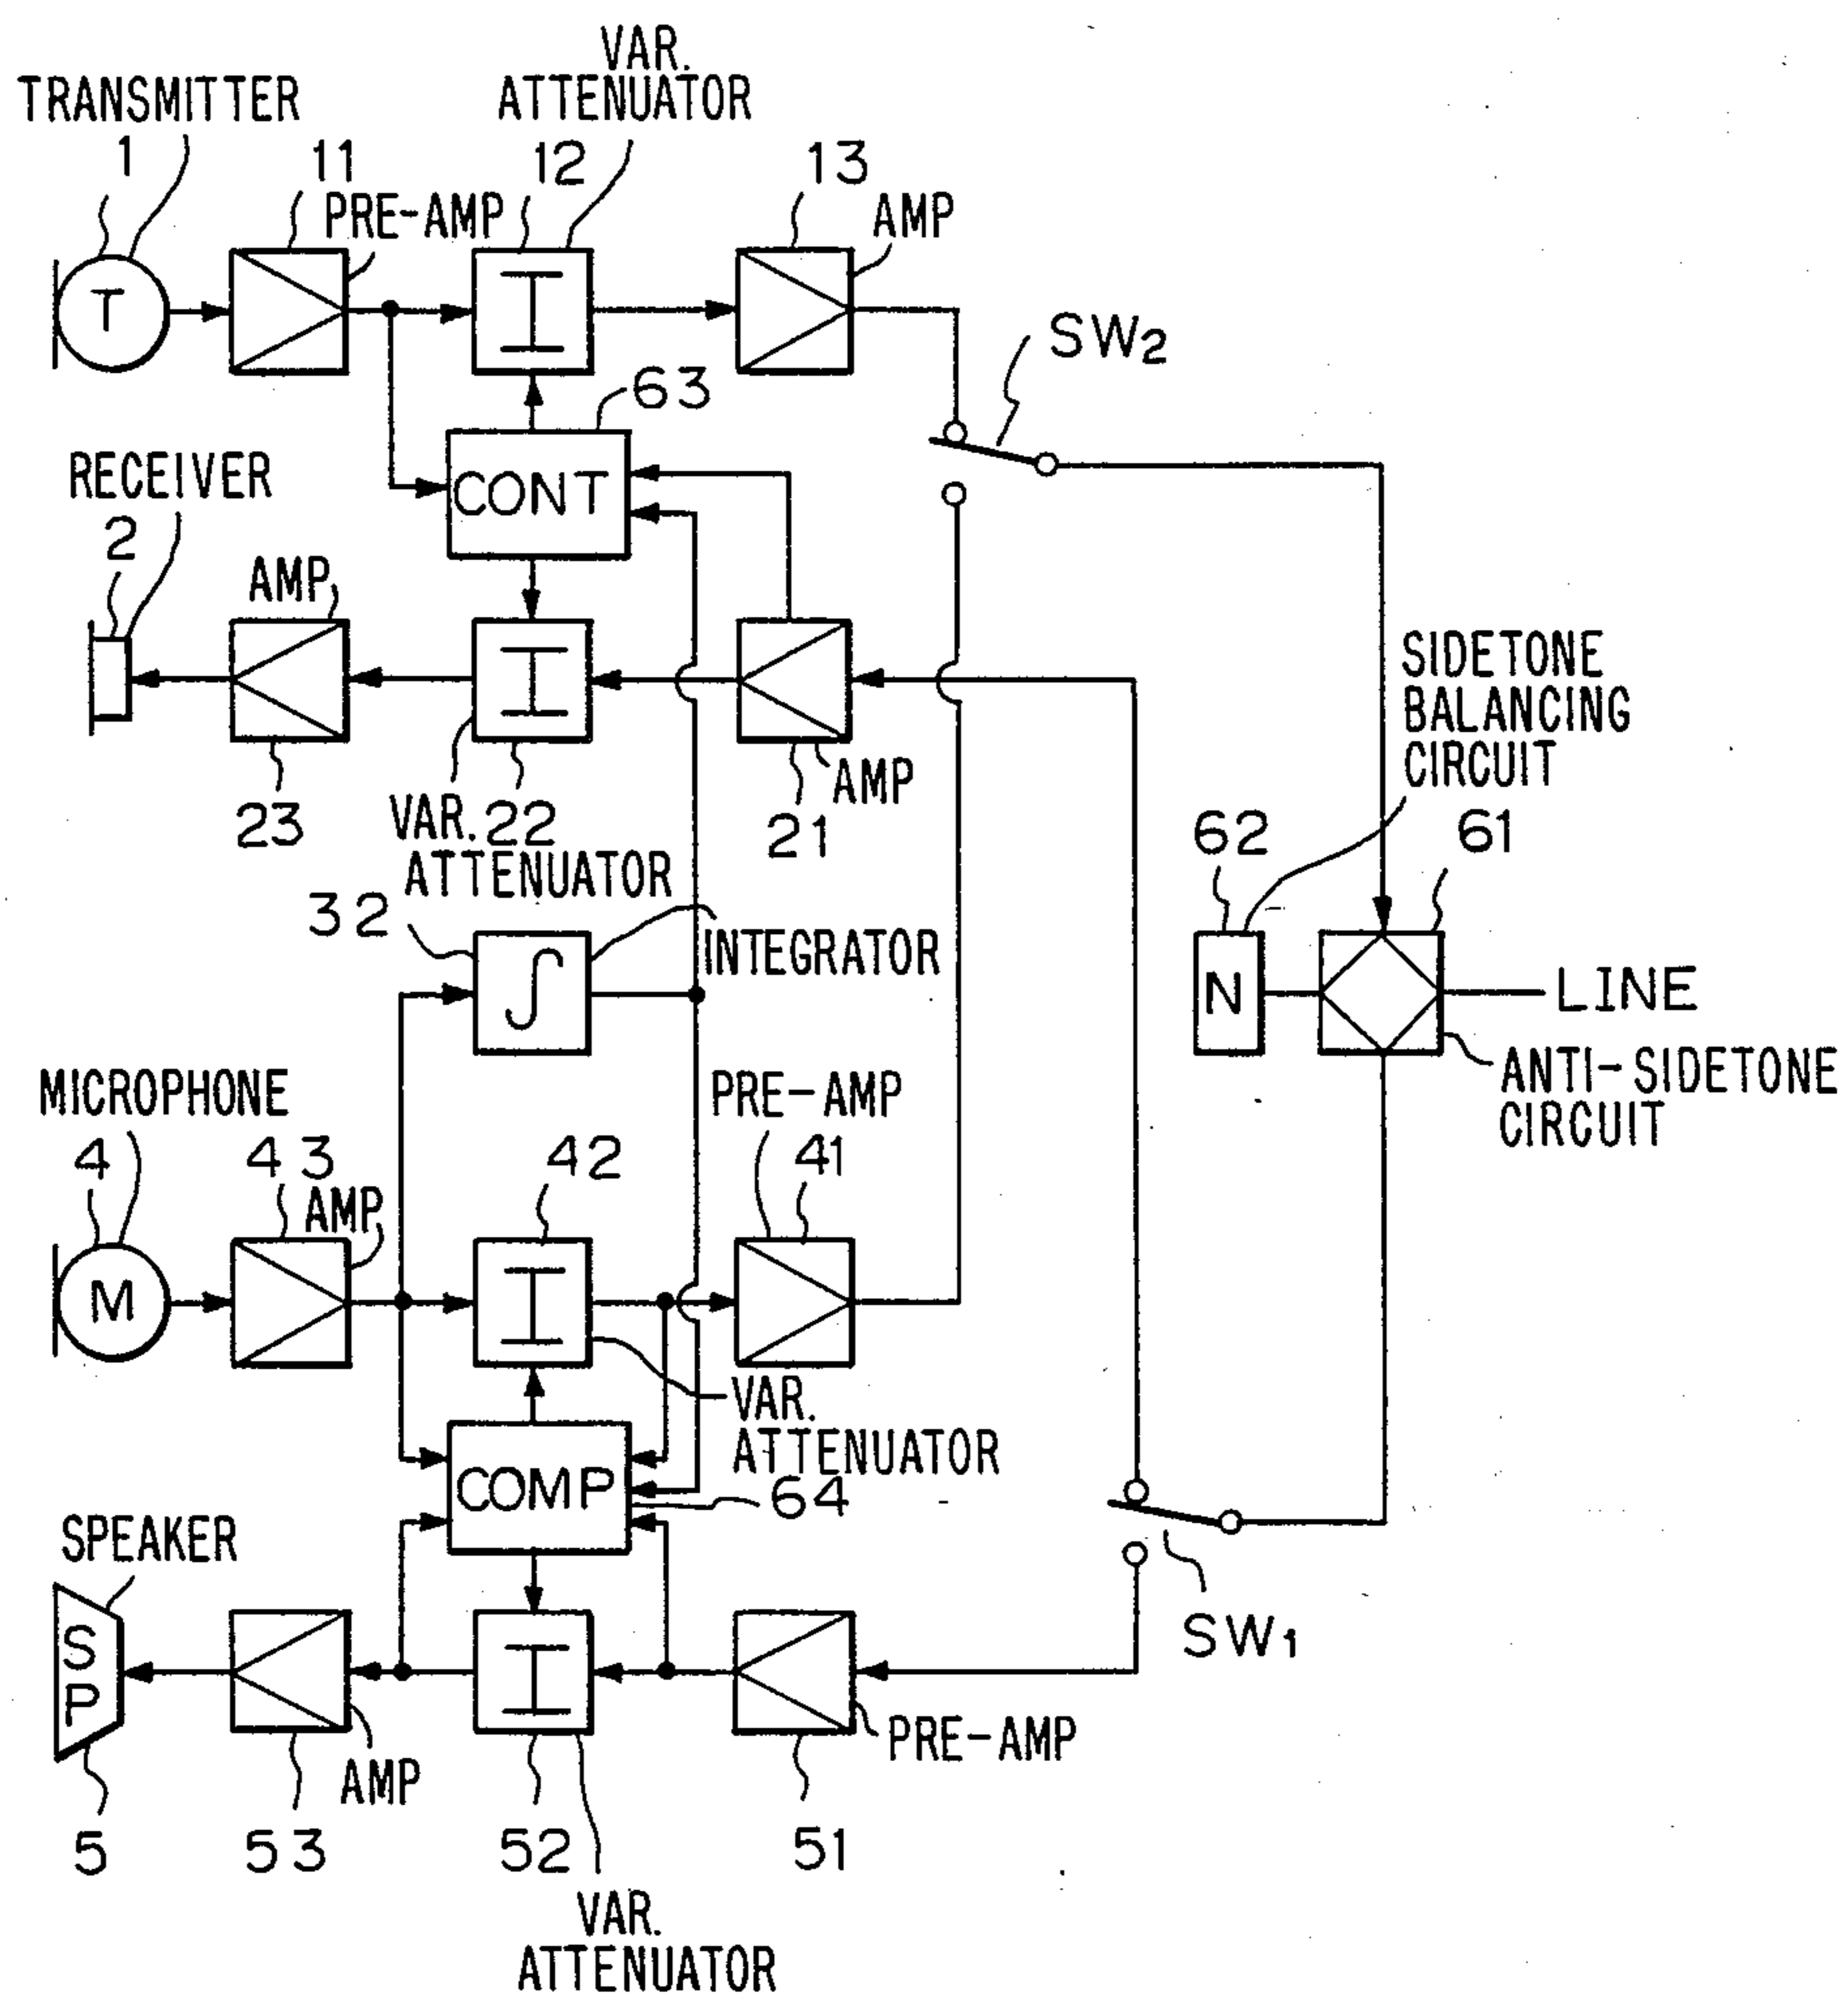 VAR.
TRANSMITTER
ATTENUATOR
1
11
12
13
PRE-AMP
AMP
T
SW2
63
RECEIVER
CONT
2
AMP
SIDETONE
BALANCING
CIRCUIT
AMP
23
VAR. 22
21
62
61
ATTENUATOR
32
INTEGRATOR
N
LINE
MICROPHONE
PRE-AMP
ANTI-SIDETONE
CIRCUIT
4
43
42
41
AMP
M
VAR.
ATTENUATOR
COMP
64
SPEAKER
SW1
SP
PRE-AMP
AMP
5
53
52
51
VAR.
ATTENUATOR